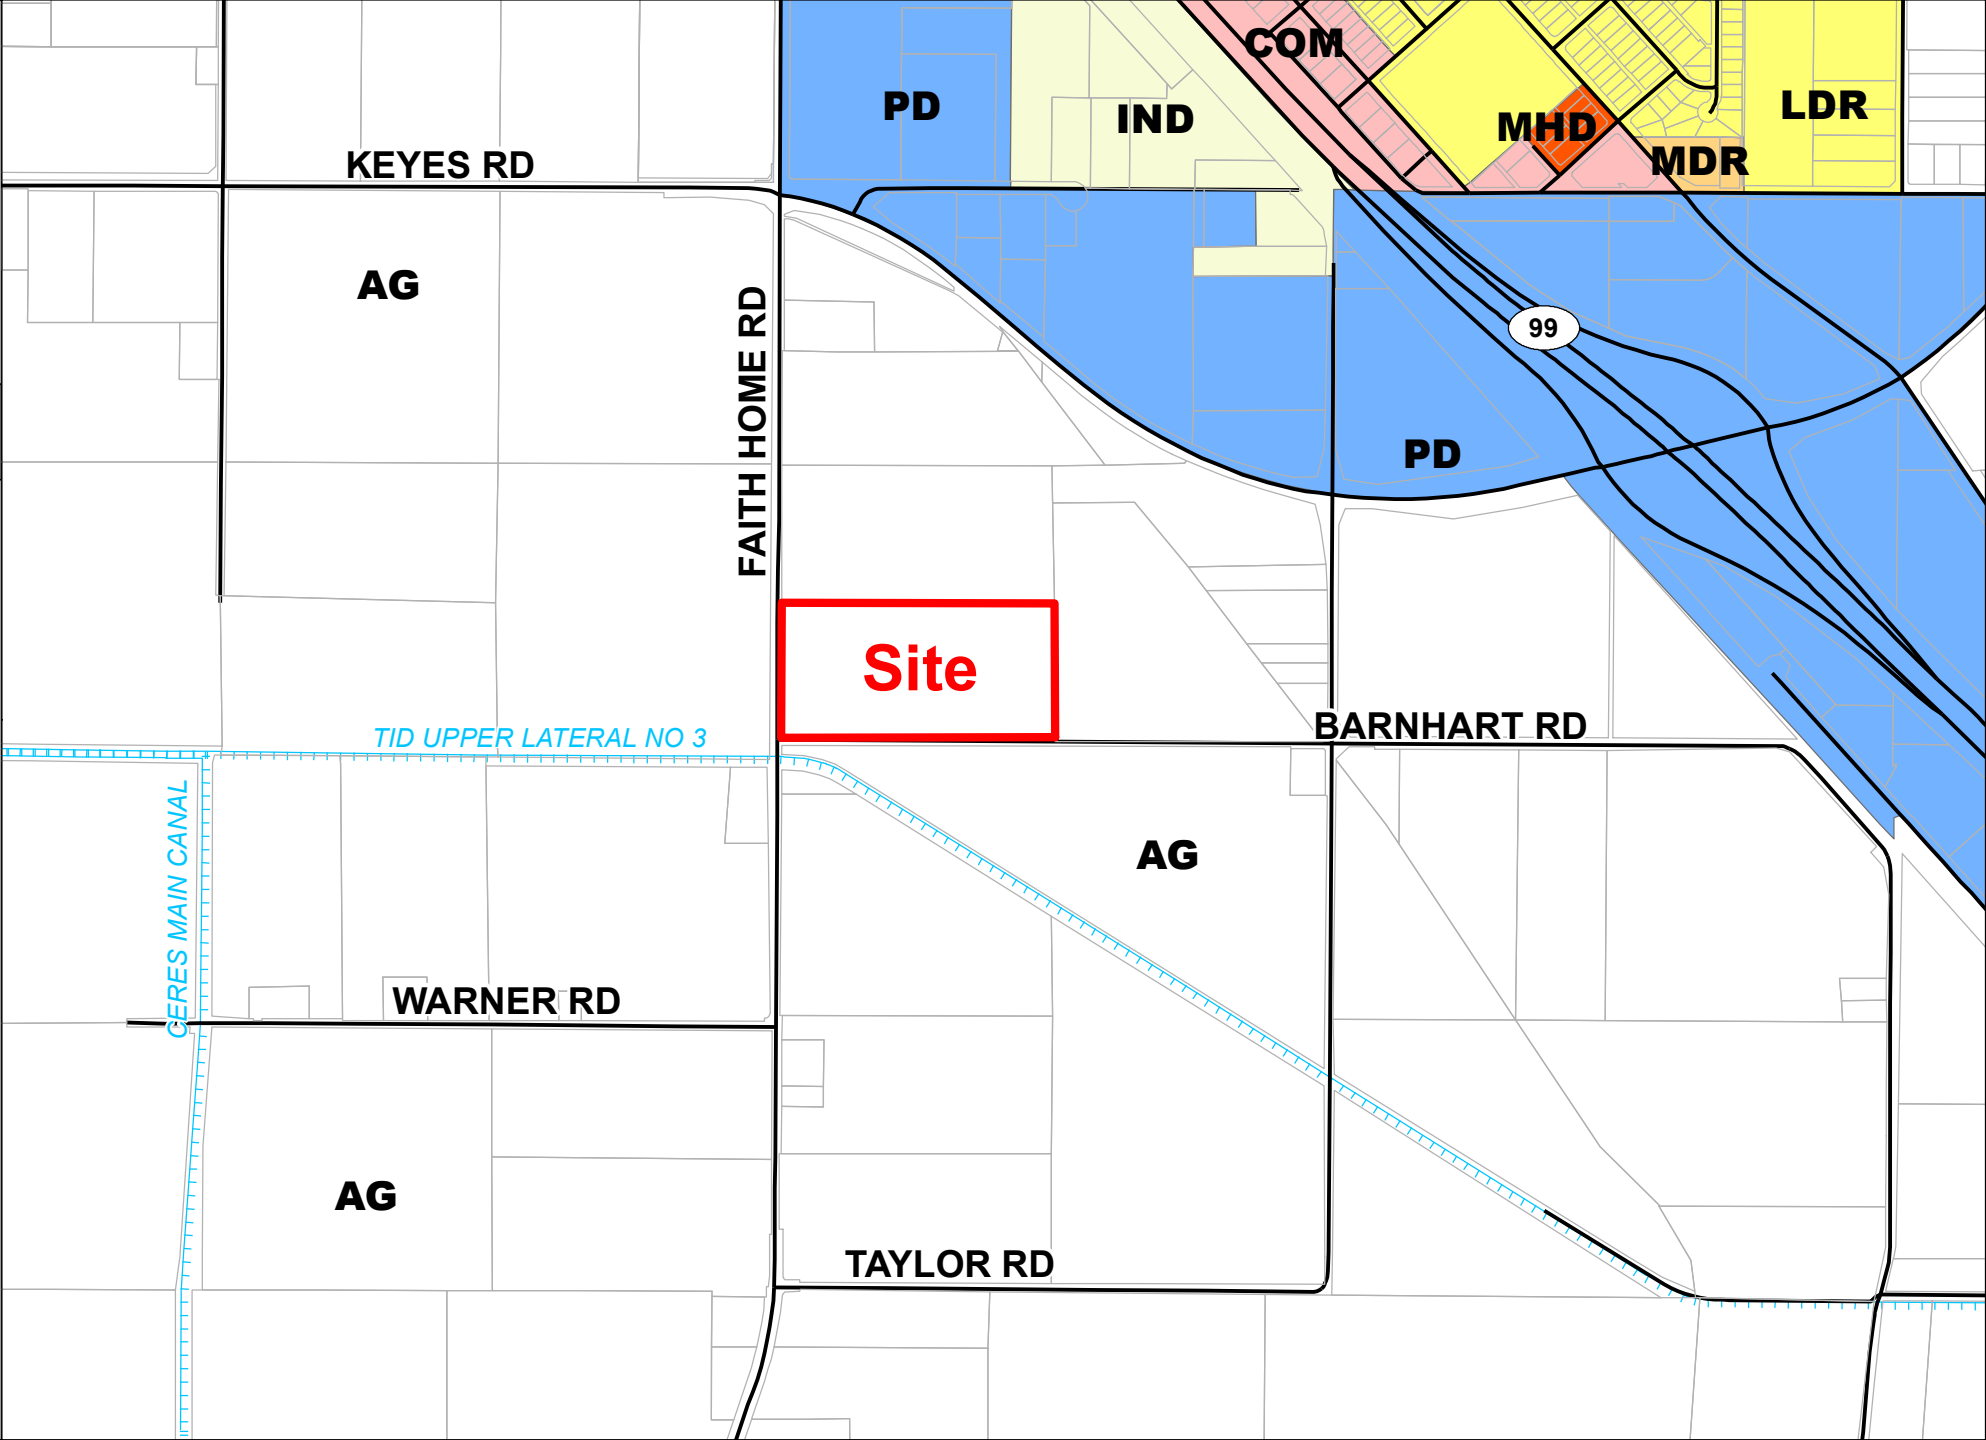 COM
PD
IND
MHD
LDR
MDR
KEYES RD
AG
FAITH HOME RD
99
PD
Site
TID UPPER LATERAL NO 3
BARNHART RD
CERES MAIN CANAL
AG
WARNER RD
AG
TAYLOR RD